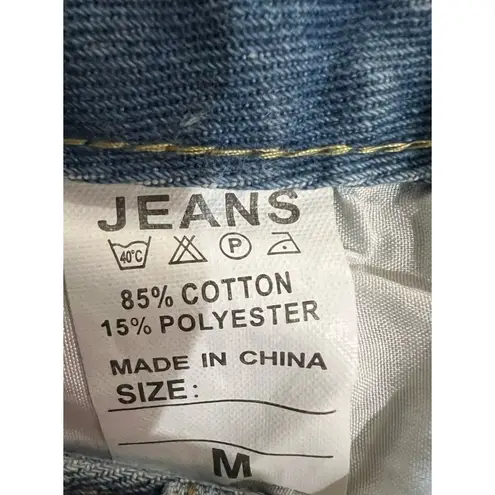 JEANS
40°C P
85% COTTON
15% POLYESTER
MADE IN CHINA
SIZE:
M